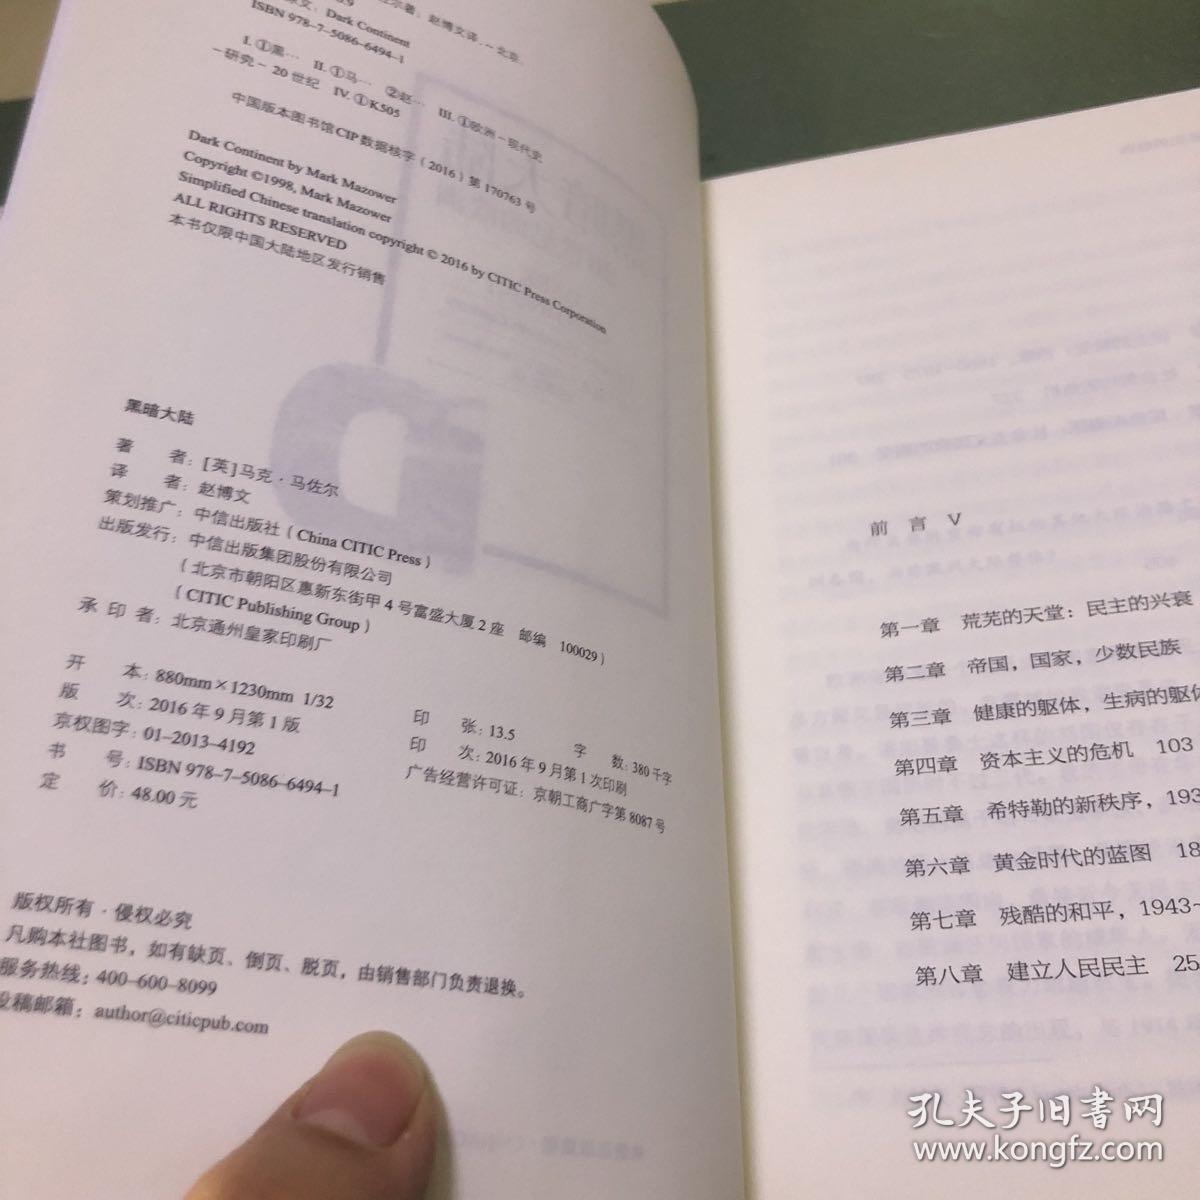 尔著；赵博文译. – 北京：
原文：Dark Continent
ISBN 978-7-5086-6494-1
I. ①黑… II. ①马… ②赵… III. ①欧洲 – 现代史
– 研究 – 20 世纪 IV. ①K505
中国版本图书馆 CIP 数据核字（2016）第 170763 号
Dark Continent by Mark Mazower
Copyright ©1998, Mark Mazower
Simplified Chinese translation copyright © 2016 by CITIC Press Corporation
ALL RIGHTS RESERVED
本书仅限中国大陆地区发行销售
黑暗大陆
著 者：[英]马克·马佐尔
译 者：赵博文
策划推广：中信出版社（China CITIC Press）
出版发行：中信出版集团股份有限公司
（北京市朝阳区惠新东街甲 4 号富盛大厦 2 座 邮编 100029）
（CITIC Publishing Group）
承 印 者：北京通州皇家印刷厂
开 本：880mm×1230mm 1/32 印 张：13.5 字 数：380 千字
版 次：2016 年 9 月第 1 版 印 次：2016 年 9 月第 1 次印刷
京权图字：01-2013-4192 广告经营许可证：京朝工商广字第 8087 号
书 号：ISBN 978-7-5086-6494-1
定 价：48.00 元
版权所有·侵权必究
凡购本社图书，如有缺页、倒页、脱页，由销售部门负责退换。
服务热线：400-600-8099
投稿邮箱：author@citicpub.com
前 言 V
第一章 荒芜的天堂：民主的兴衰
第二章 帝国，国家，少数民族
第三章 健康的躯体，生病的躯体
第四章 资本主义的危机 103
第五章 希特勒的新秩序，193
第六章 黄金时代的蓝图 18
第七章 残酷的和平，1943~
第八章 建立人民民主 25
孔夫子旧书网
www.kongfz.com